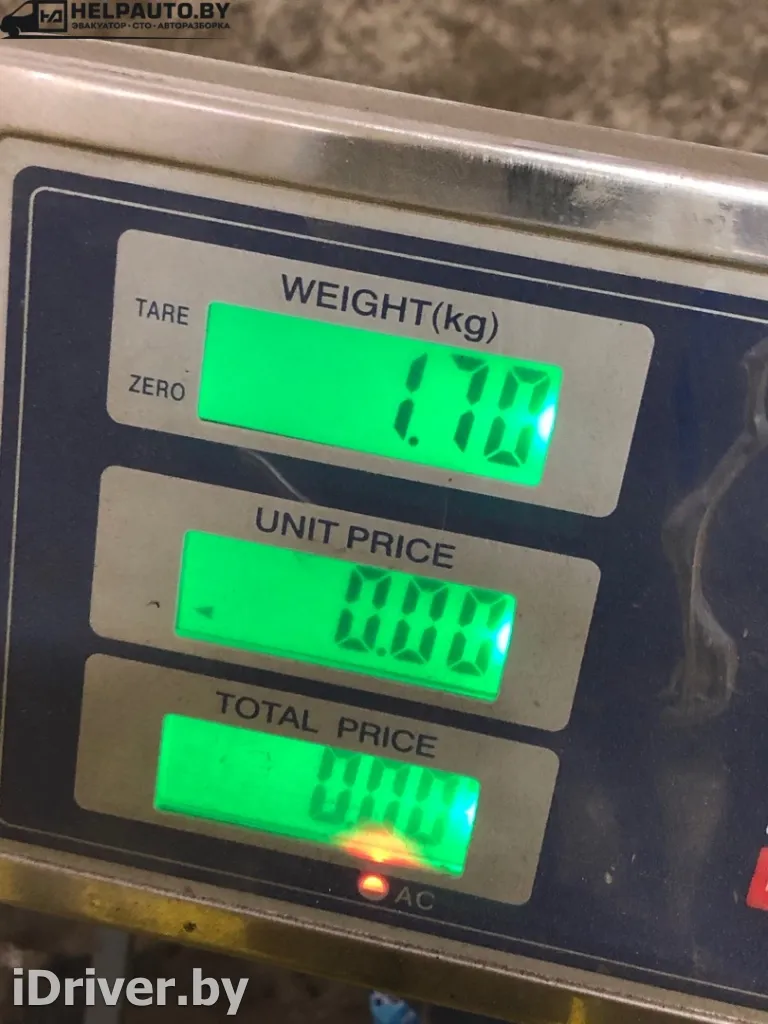 HELPAUTO.BY
ЭВАКУАТОР • СТО • АВТОРАЗБОРКА
WEIGHT(kg)
TARE
ZERO
1.70
UNIT PRICE
0.00
TOTAL PRICE
0.00
AC
iDriver.by